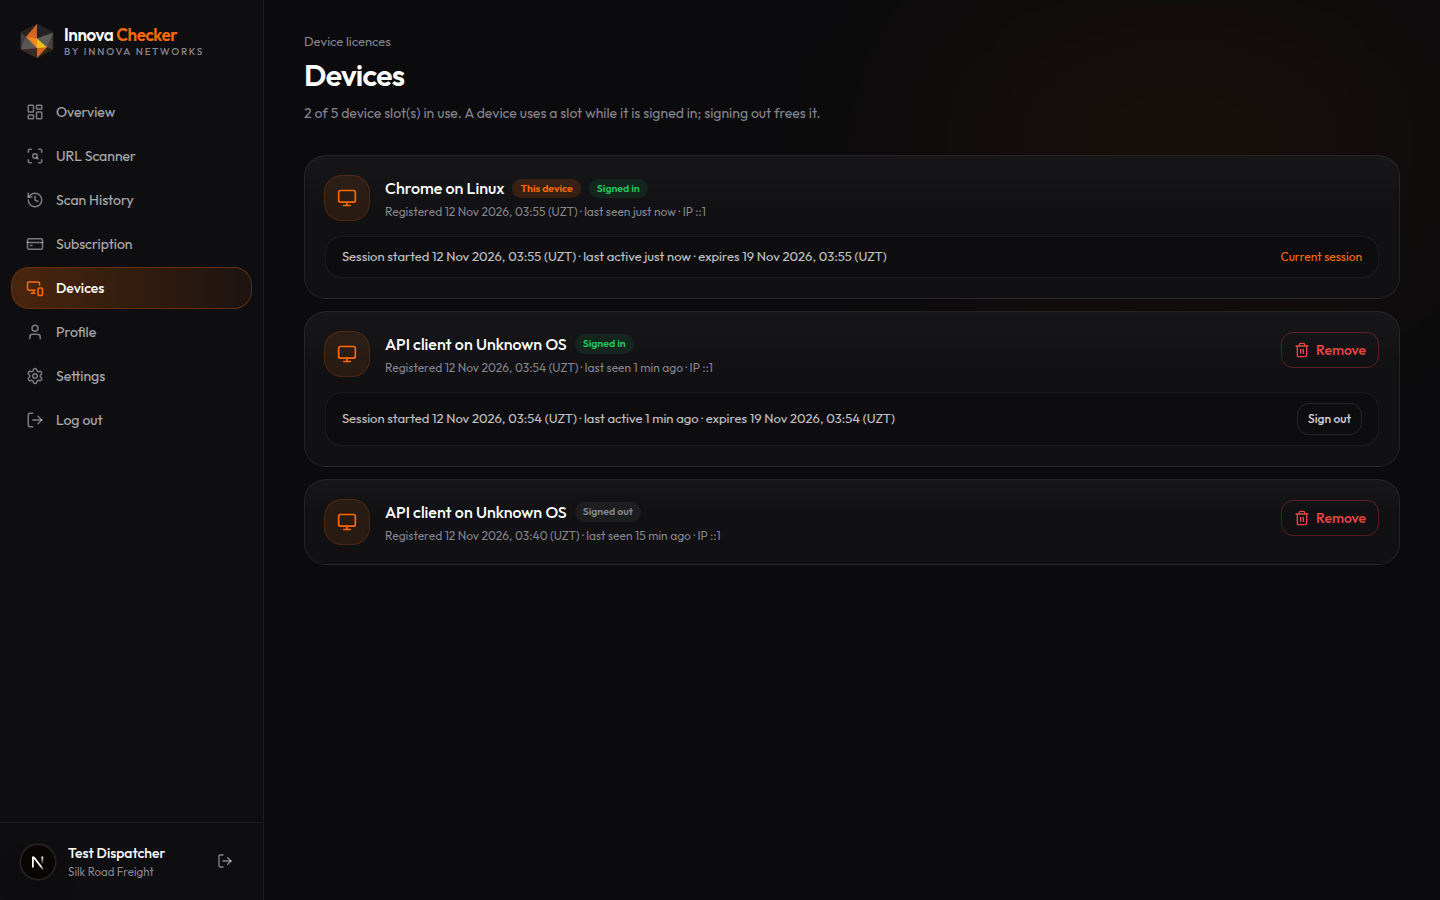 Innova Checker
BY INNOVA NETWORKS
Overview
URL Scanner
Scan History
Subscription
Devices
Profile
Settings
Log out
N
Test Dispatcher
Silk Road Freight
Device licences
Devices
2 of 5 device slot(s) in use. A device uses a slot while it is signed in; signing out frees it.
Chrome on Linux This device Signed in
Registered 12 Nov 2026, 03:55 (UZT) · last seen just now · IP ::1
Session started 12 Nov 2026, 03:55 (UZT) · last active just now · expires 19 Nov 2026, 03:55 (UZT) Current session
API client on Unknown OS Signed in Remove
Registered 12 Nov 2026, 03:54 (UZT) · last seen 1 min ago · IP ::1
Session started 12 Nov 2026, 03:54 (UZT) · last active 1 min ago · expires 19 Nov 2026, 03:54 (UZT) Sign out
API client on Unknown OS Signed out Remove
Registered 12 Nov 2026, 03:40 (UZT) · last seen 15 min ago · IP ::1